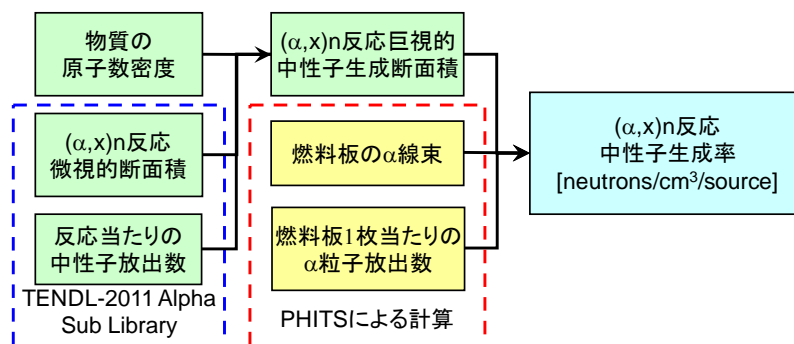 物質の
原子数密度
(α,x)n反応
微視的断面積
反応当たりの
中性子放出数
TENDL-2011 Alpha
Sub Library
(α,x)n反応巨視的
中性子生成断面積
燃料板のα線束
燃料板1枚当たりの
α粒子放出数
PHITSによる計算
(α,x)n反応
中性子生成率
[neutrons/cm³/source]